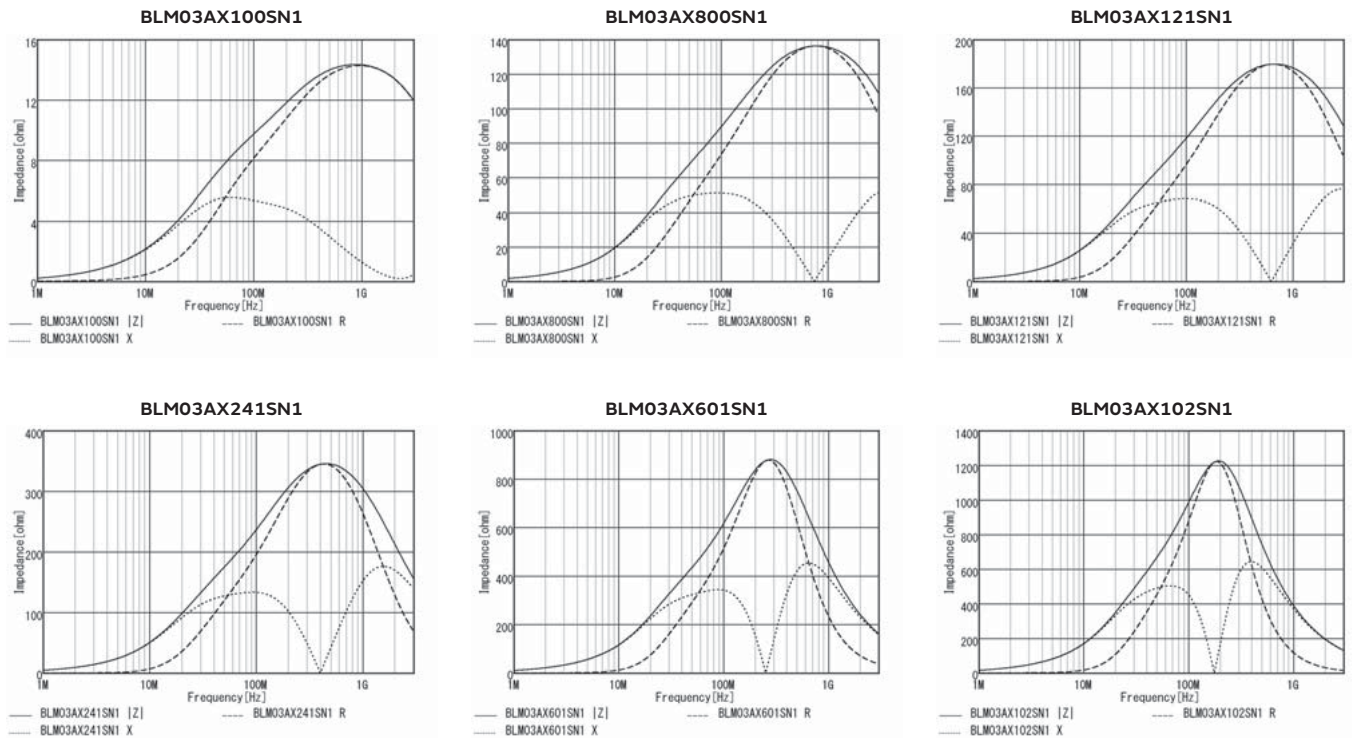 BLM03AX100SN1
Impedance[ohm]
16
12
8
4
0
1M 10M 100M 1G
Frequency[Hz]
BLM03AX100SN1 |Z| BLM03AX100SN1 R
BLM03AX100SN1 X
BLM03AX800SN1
Impedance[ohm]
140
120
100
80
60
40
20
0
1M 10M 100M 1G
Frequency[Hz]
BLM03AX800SN1 |Z| BLM03AX800SN1 R
BLM03AX800SN1 X
BLM03AX121SN1
Impedance[ohm]
200
160
120
80
40
0
1M 10M 100M 1G
Frequency[Hz]
BLM03AX121SN1 |Z| BLM03AX121SN1 R
BLM03AX121SN1 X
BLM03AX241SN1
Impedance[ohm]
400
300
200
100
0
1M 10M 100M 1G
Frequency[Hz]
BLM03AX241SN1 |Z| BLM03AX241SN1 R
BLM03AX241SN1 X
BLM03AX601SN1
Impedance[ohm]
1000
800
600
400
200
0
1M 10M 100M 1G
Frequency[Hz]
BLM03AX601SN1 |Z| BLM03AX601SN1 R
BLM03AX601SN1 X
BLM03AX102SN1
Impedance[ohm]
1400
1200
1000
800
600
400
200
0
1M 10M 100M 1G
Frequency[Hz]
BLM03AX102SN1 |Z| BLM03AX102SN1 R
BLM03AX102SN1 X